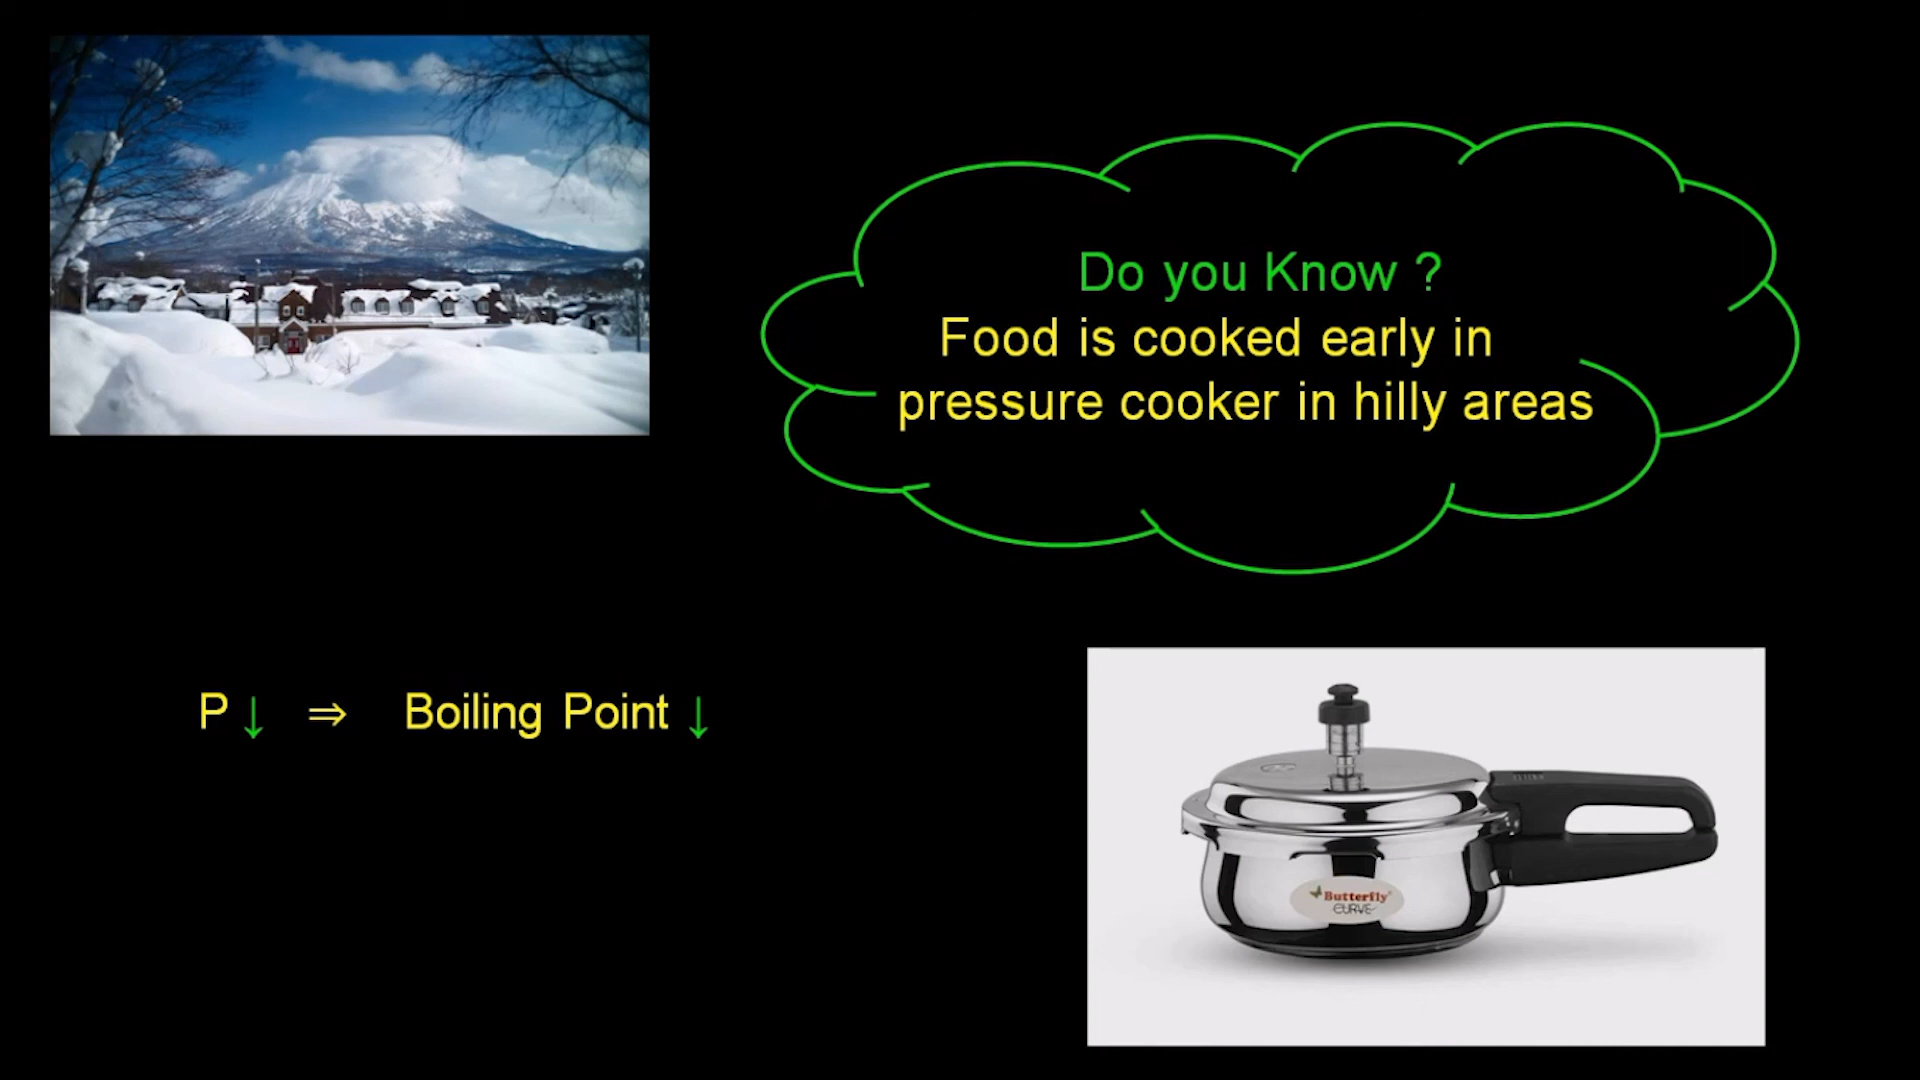 Do you Know ?
Food is cooked early in
pressure cooker in hilly areas
P↓ ⇒ Boiling Point ↓
Butterfly
CURVE